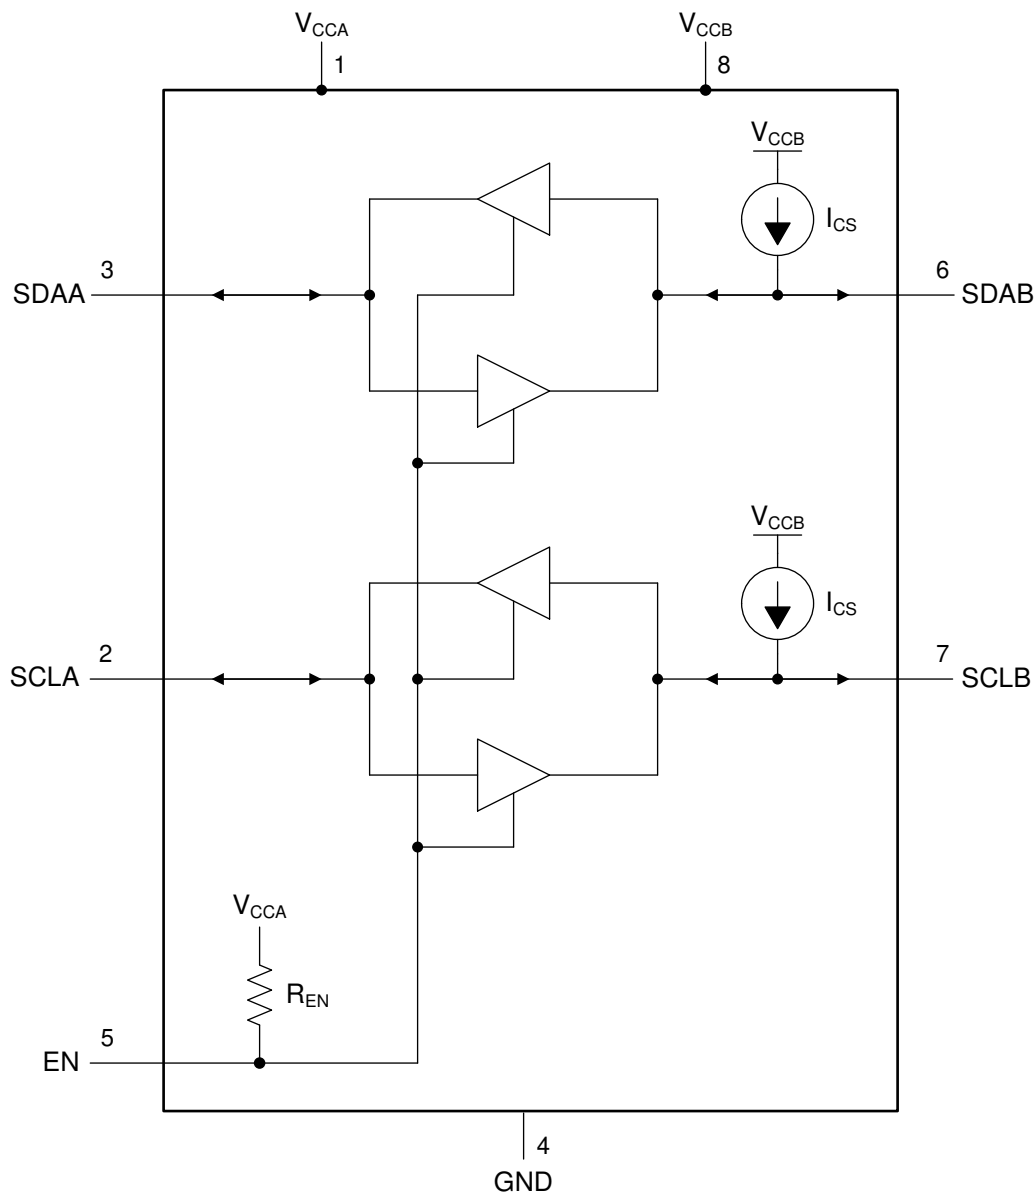 VCCA
VCCB
1
8
VCCB
ICS
3
6
SDAA
SDAB
VCCB
ICS
2
7
SCLA
SCLB
VCCA
REN
5
EN
4
GND